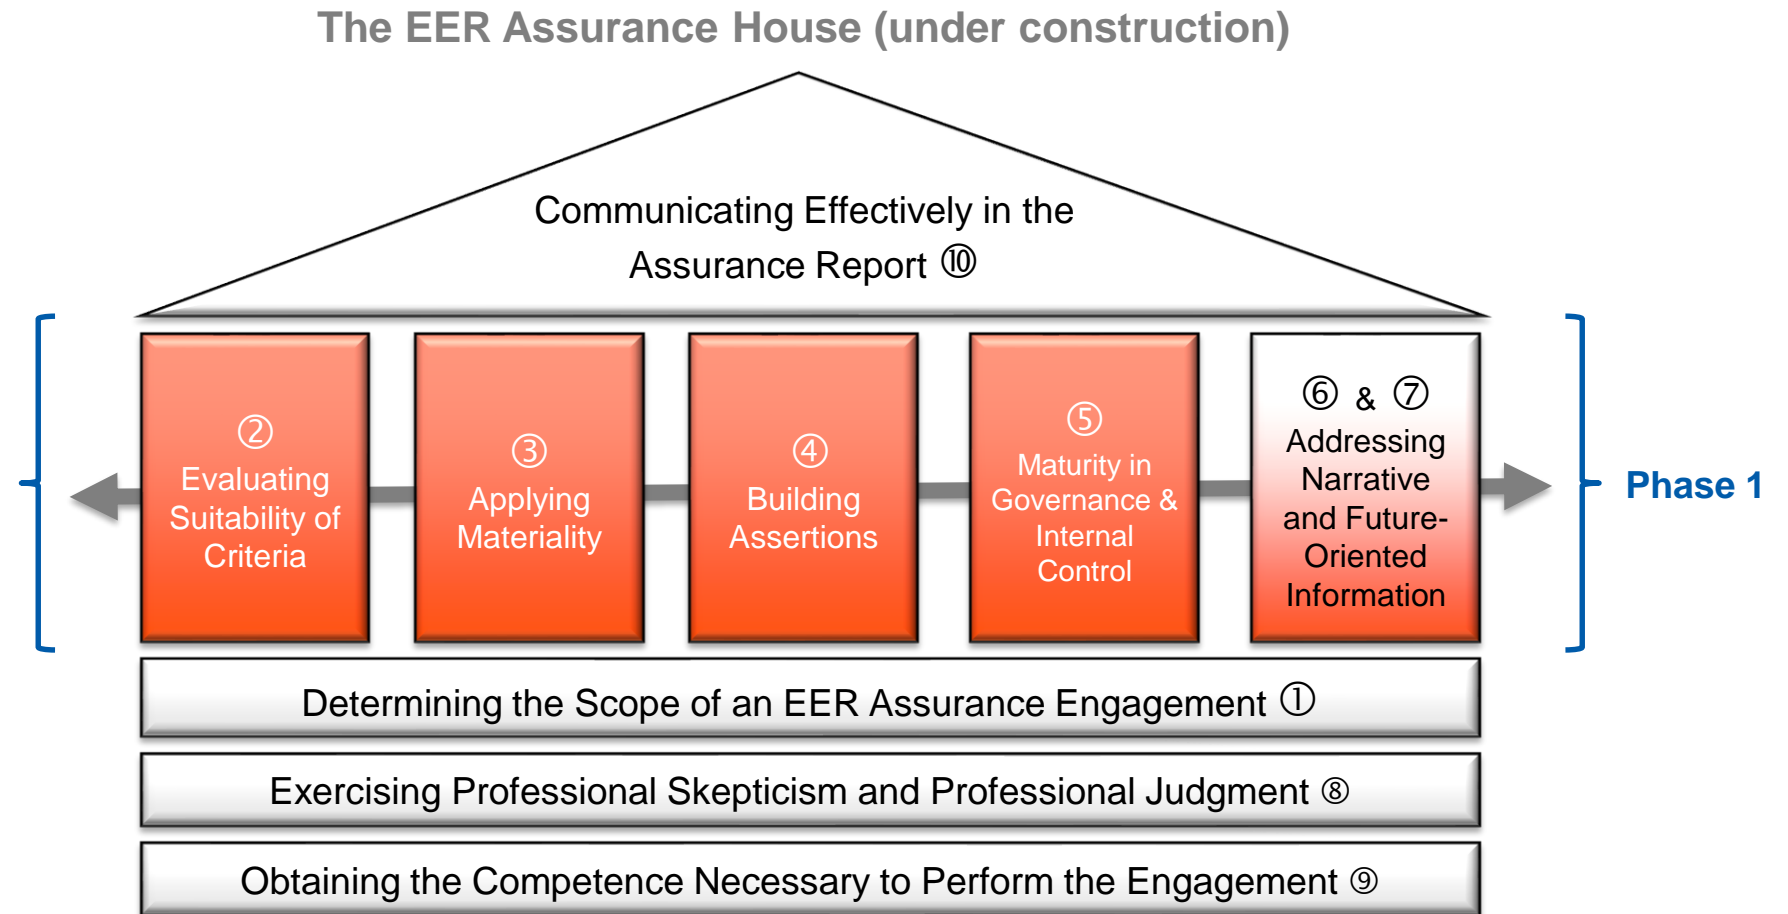 The EER Assurance House (under construction)
Communicating Effectively in the
Assurance Report ⑩
②
Evaluating
Suitability of
Criteria
③
Applying
Materiality
④
Building
Assertions
⑤
Maturity in
Governance &
Internal
Control
⑥ & ⑦
Addressing
Narrative
and Future-
Oriented
Information
Phase 1
Determining the Scope of an EER Assurance Engagement ①
Exercising Professional Skepticism and Professional Judgment ⑧
Obtaining the Competence Necessary to Perform the Engagement ⑨